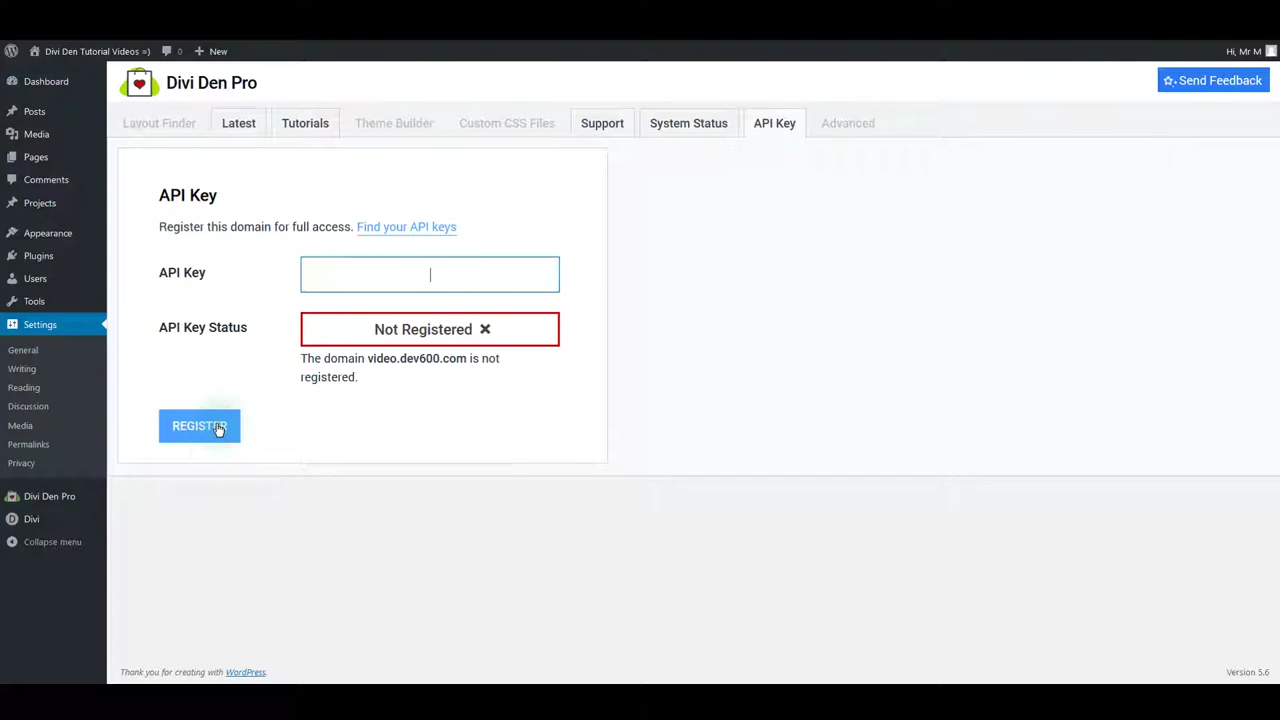 Divi Den Tutorial Videos =) 0 New Hi, Mr M
Dashboard
Posts
Media
Pages
Comments
Projects
Appearance
Plugins
Users
Tools
Settings
General
Writing
Reading
Discussion
Media
Permalinks
Privacy
Divi Den Pro
Divi
Collapse menu
Divi Den Pro
Send Feedback
Layout Finder Latest Tutorials Theme Builder Custom CSS Files Support System Status API Key Advanced
API Key
Register this domain for full access. Find your API keys
API Key
API Key Status Not Registered
The domain video.dev600.com is not
registered.
REGISTER
Thank you for creating with WordPress. Version 5.6